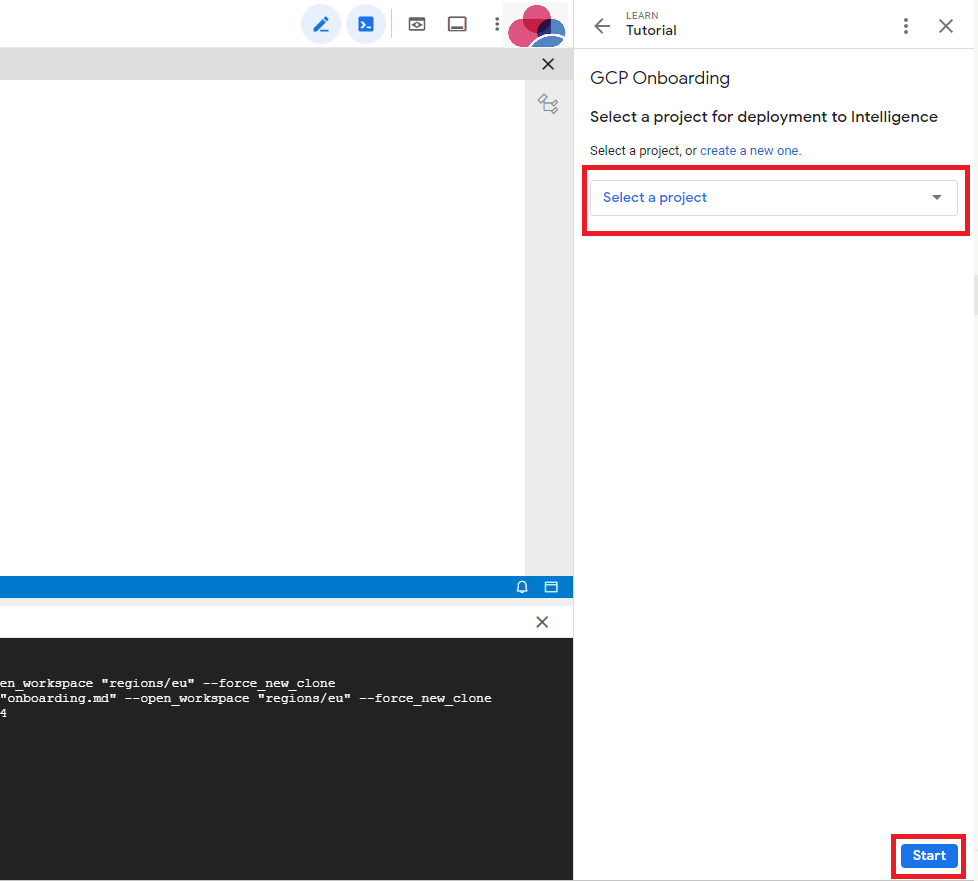 LEARN
Tutorial
GCP Onboarding
Select a project for deployment to Intelligence
Select a project, or create a new one.
Select a project
en_workspace "regions/eu" --force_new_clone
"onboarding.md" --open_workspace "regions/eu" --force_new_clone
4
Start